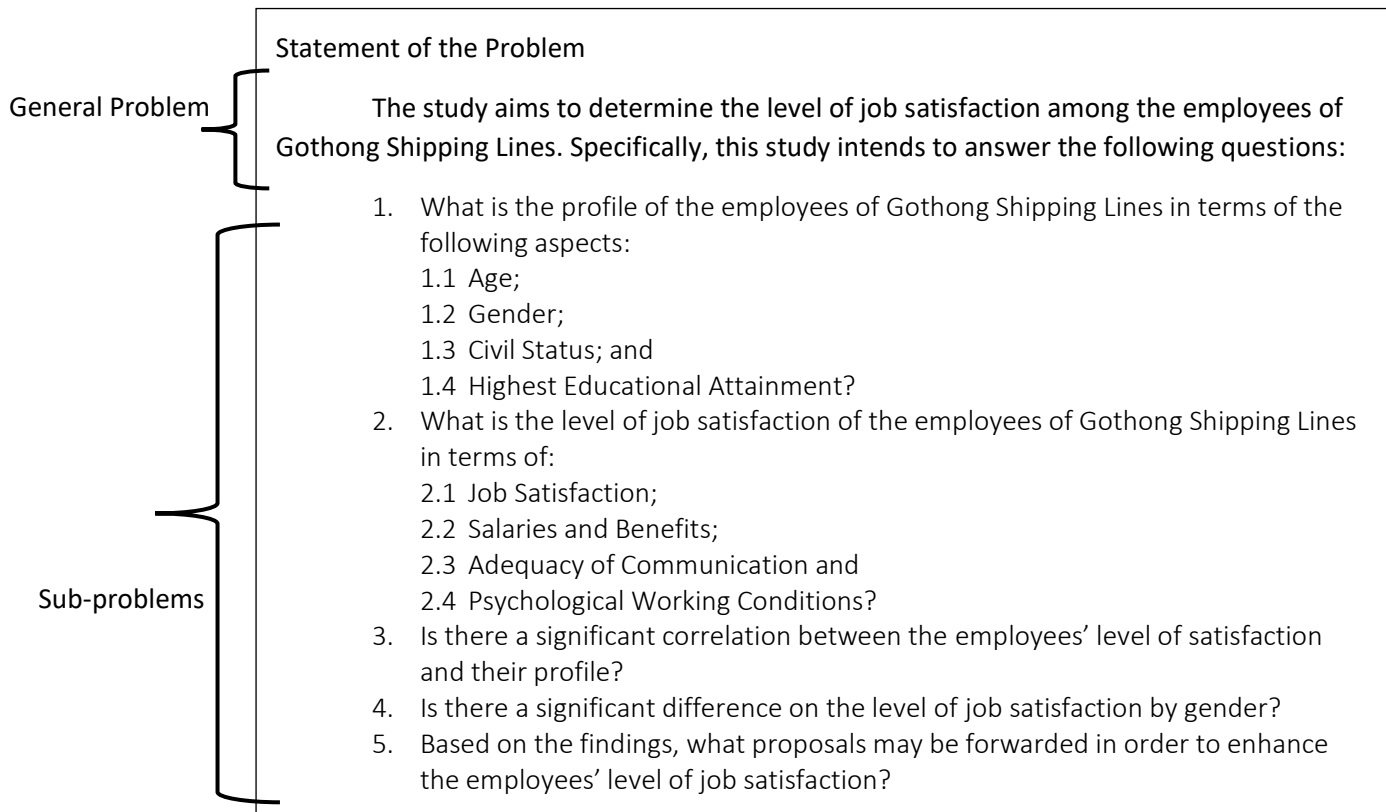 Statement of the Problem
General Problem
The study aims to determine the level of job satisfaction among the employees of
Gothong Shipping Lines. Specifically, this study intends to answer the following questions:
1. What is the profile of the employees of Gothong Shipping Lines in terms of the
following aspects:
1.1 Age;
1.2 Gender;
1.3 Civil Status; and
1.4 Highest Educational Attainment?
2. What is the level of job satisfaction of the employees of Gothong Shipping Lines
in terms of:
2.1 Job Satisfaction;
2.2 Salaries and Benefits;
2.3 Adequacy of Communication and
2.4 Psychological Working Conditions?
Sub-problems
3. Is there a significant correlation between the employees’ level of satisfaction
and their profile?
4. Is there a significant difference on the level of job satisfaction by gender?
5. Based on the findings, what proposals may be forwarded in order to enhance
the employees’ level of job satisfaction?